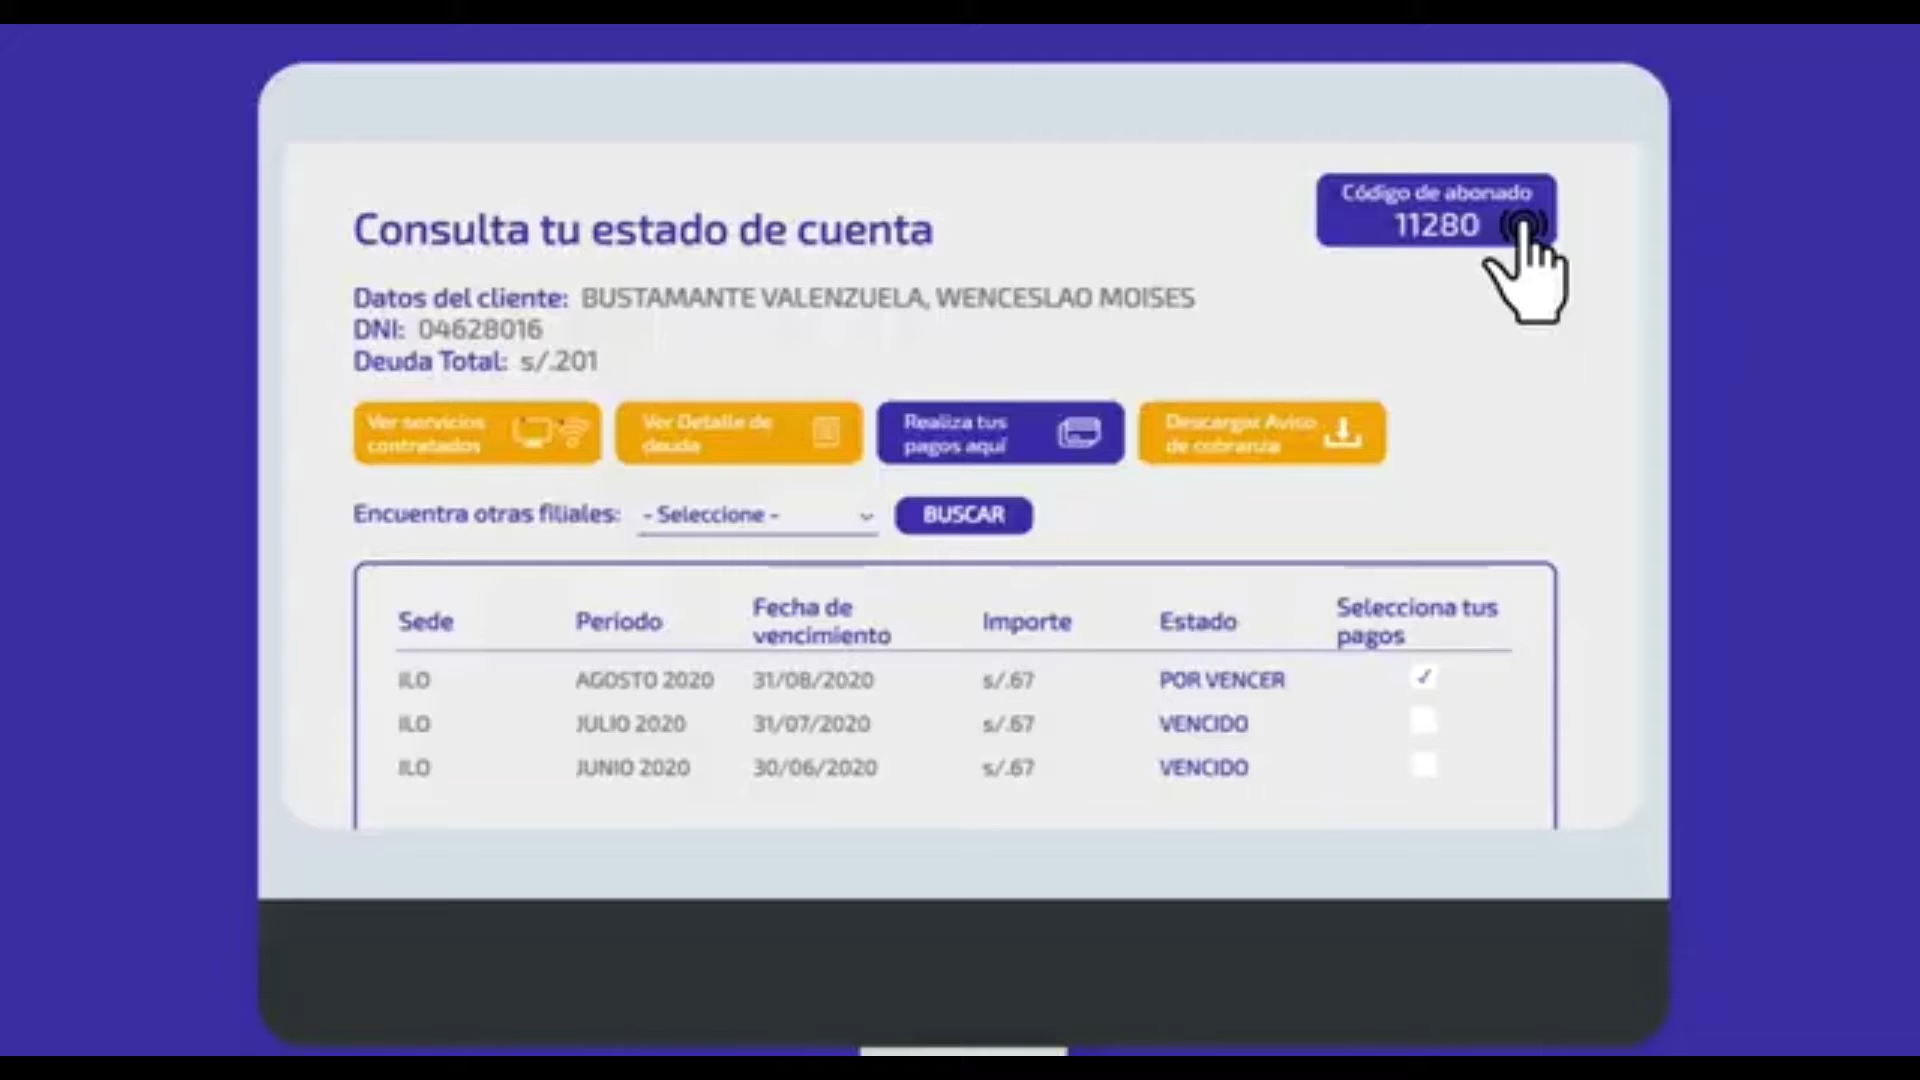 Código de abonado
11280
Consulta tu estado de cuenta
Datos del cliente: BUSTAMANTE VALENZUELA, WENCESLAO MOISES
DNI: 04628016
Deuda Total: s/.201
Ver servicios
contratados
Ver Detalle de
deuda
Realiza tus
pagos aquí
Descargar Aviso
de cobranza
Encuentra otras filiales: - Seleccione - BUSCAR
Sede Período Fecha de vencimiento Importe Estado Selecciona tus pagos
ILO AGOSTO 2020 31/08/2020 s/.67 POR VENCER
ILO JULIO 2020 31/07/2020 s/.67 VENCIDO
ILO JUNIO 2020 30/06/2020 s/.67 VENCIDO